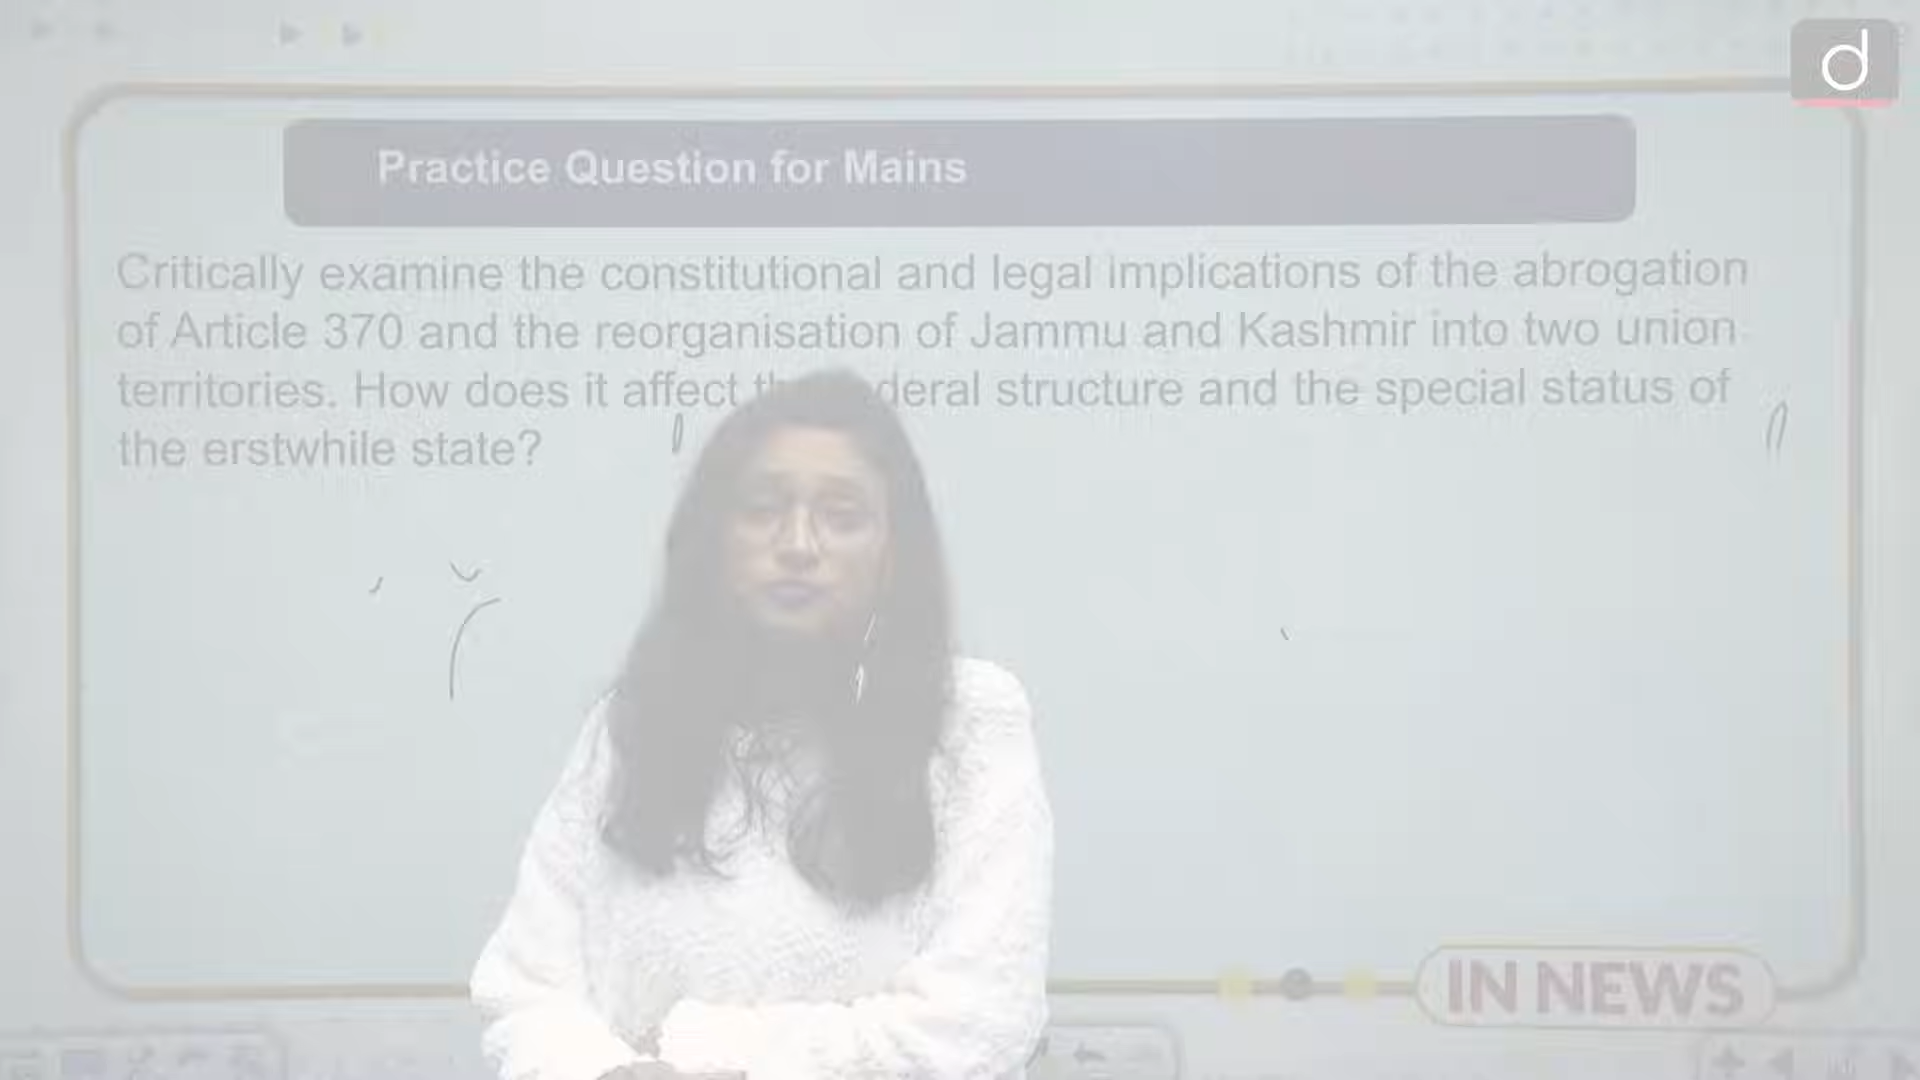 d
Practice Question for Mains
Critically examine the constitutional and legal implications of the abrogation
of Article 370 and the reorganisation of Jammu and Kashmir into two union
territories. How does it affect deral structure and the special status of
the erstwhile state?
IN NEWS